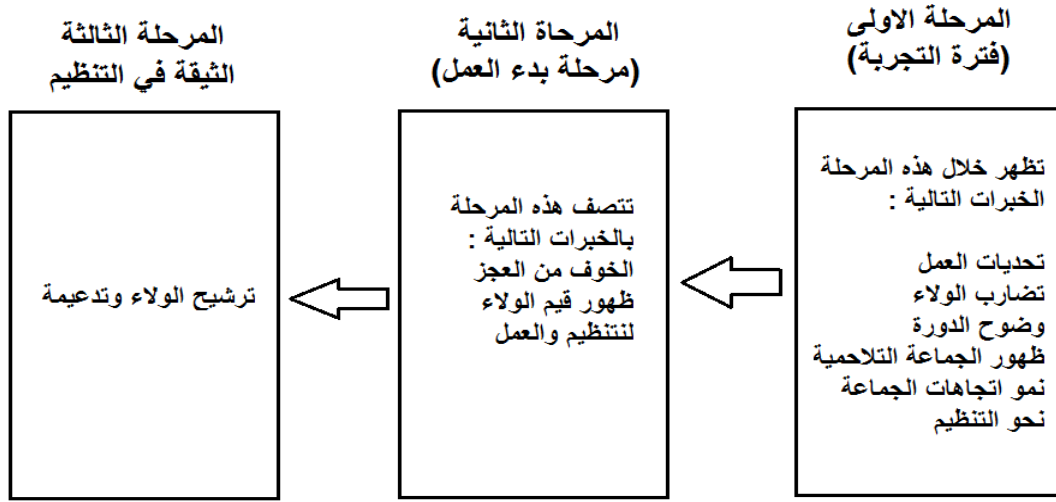 المرحلة الاولى
(فترة التجربة)
تظهر خلال هذه المرحلة
الخبرات التالية :
تحديات العمل
تضارب الولاء
وضوح الدورة
ظهور الجماعة التلاحمية
نمو اتجاهات الجماعة
نحو التنظيم
المرحاة الثانية
(مرحلة بدء العمل)
تتصف هذه المرحلة
بالخبرات التالية :
الخوف من العجز
ظهور قيم الولاء
لنتنظيم والعمل
المرحلة الثالثة
الثيقة في التنظيم
ترشيح الولاء وتدعيمة